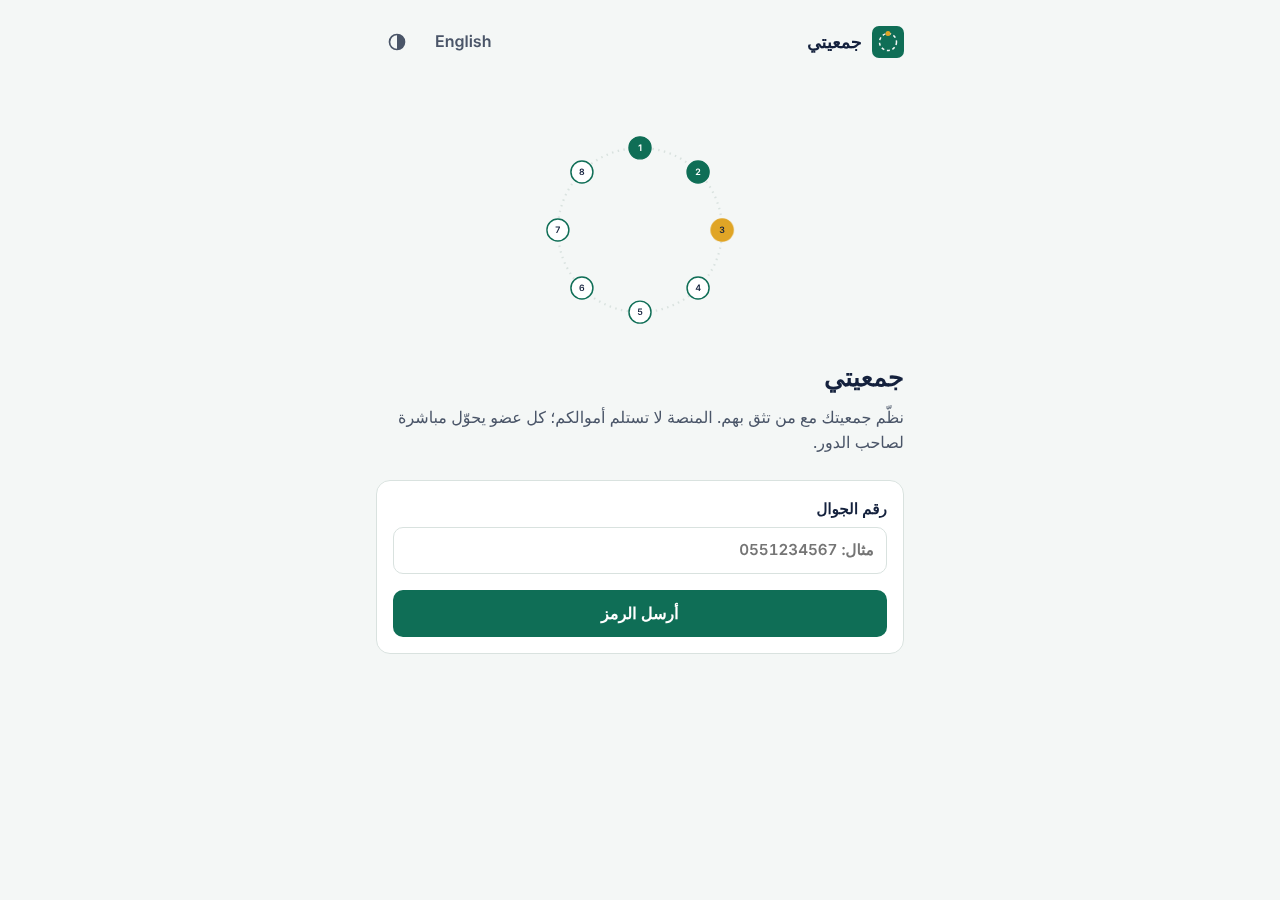 جمعيتي
English
1
2
3
4
5
6
7
8
جمعيتي
نظّم جمعيتك مع من تثق بهم. المنصة لا تستلم أموالكم؛ كل عضو يحوّل مباشرة
لصاحب الدور.
رقم الجوال
مثال: 0551234567
أرسل الرمز